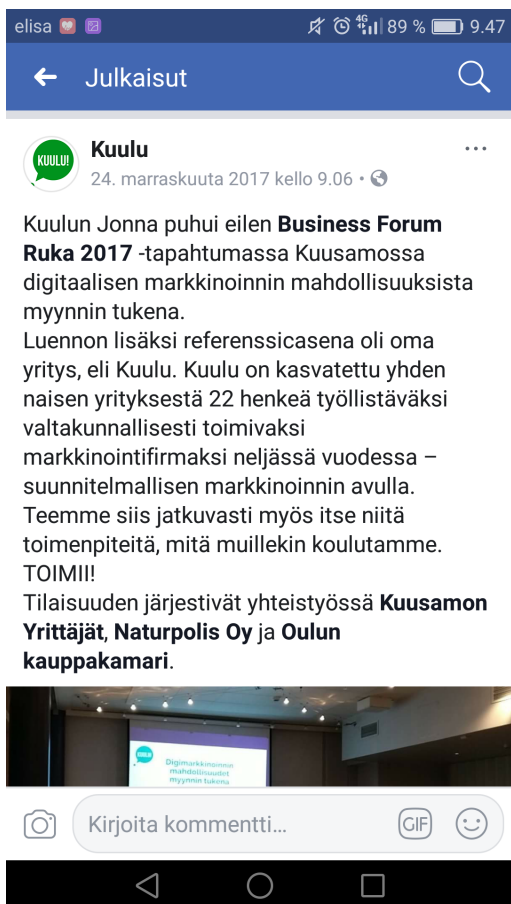 elisa 4G 89 % 9.47
Julkaisut
KUULU!
Kuulu
24. marraskuuta 2017 kello 9.06 •
Kuulun Jonna puhui eilen Business Forum
Ruka 2017 -tapahtumassa Kuusamossa
digitaalisen markkinoinnin mahdollisuuksista
myynnin tukena.
Luennon lisäksi referenssicasena oli oma
yritys, eli Kuulu. Kuulu on kasvatettu yhden
naisen yrityksestä 22 henkeä työllistäväksi
valtakunnallisesti toimivaksi
markkinointifirmaksi neljässä vuodessa –
suunnitelmallisen markkinoinnin avulla.
Teemme siis jatkuvasti myös itse niitä
toimenpiteitä, mitä muillekin koulutamme.
TOIMII!
Tilaisuuden järjestivät yhteistyössä Kuusamon
Yrittäjät, Naturpolis Oy ja Oulun
kauppakamari.
KUULU!
Digimarkkinoinnin
mahdollisuudet
myynnin tukena
Kirjoita kommentti... GIF